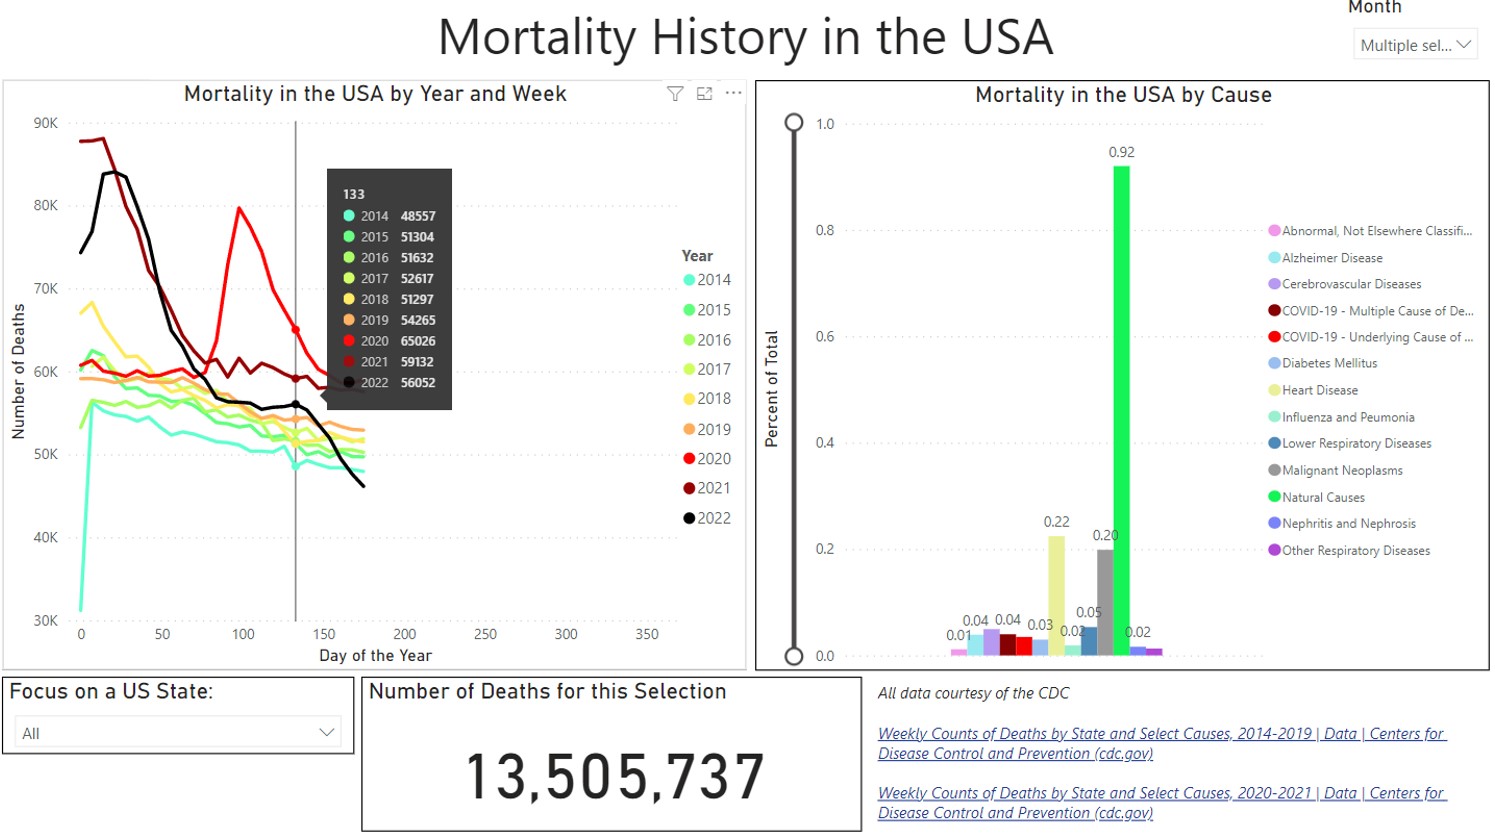 Mortality History in the USA
Month
Multiple sel...
Mortality in the USA by Year and Week
Number of Deaths
90K
80K
70K
60K
50K
40K
30K
0 50 100 150 200 250 300 350
Day of the Year
133
2014 48557
2015 51304
2016 51632
2017 52617
2018 51297
2019 54265
2020 65026
2021 59132
2022 56052
Year
2014
2015
2016
2017
2018
2019
2020
2021
2022
Mortality in the USA by Cause
Percent of Total
1.0
0.8
0.6
0.4
0.2
0.0
0.01
0.04
0.04
0.03
0.22
0.02
0.05
0.20
0.92
0.02
Abnormal, Not Elsewhere Classifi...
Alzheimer Disease
Cerebrovascular Diseases
COVID-19 - Multiple Cause of De...
COVID-19 - Underlying Cause of ...
Diabetes Mellitus
Heart Disease
Influenza and Peumonia
Lower Respiratory Diseases
Malignant Neoplasms
Natural Causes
Nephritis and Nephrosis
Other Respiratory Diseases
Focus on a US State:
All
Number of Deaths for this Selection
13,505,737
All data courtesy of the CDC
Weekly Counts of Deaths by State and Select Causes, 2014-2019 | Data | Centers for
Disease Control and Prevention (cdc.gov)
Weekly Counts of Deaths by State and Select Causes, 2020-2021 | Data | Centers for
Disease Control and Prevention (cdc.gov)